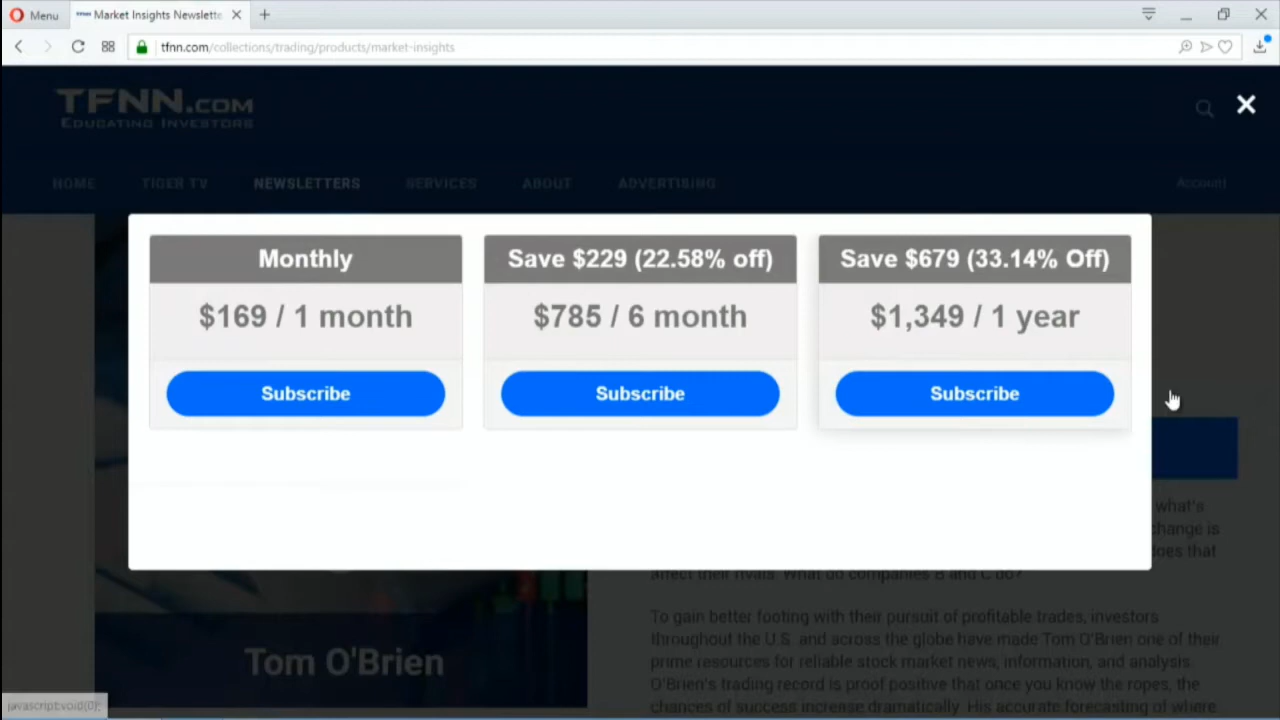 Menu
Market Insights Newslette
tfnn.com/collections/trading/products/market-insights
TFNN.COM
EDUCATING INVESTORS
HOME TIGER TV NEWSLETTERS SERVICES ABOUT ADVERTISING Account
Monthly
$169 / 1 month
Subscribe
Save $229 (22.58% off)
$785 / 6 month
Subscribe
Save $679 (33.14% Off)
$1,349 / 1 year
Subscribe
what's
change is
does that
affect their rivals. What do companies B and C do?
To gain better footing with their pursuit of profitable trades, investors
throughout the U.S. and across the globe have made Tom O'Brien one of their
prime resources for reliable stock market news, information, and analysis.
O'Brien's trading record is proof positive that once you know the ropes, the
chances of success increase dramatically. His accurate forecasting of where
Tom O'Brien
javascript:void(0);